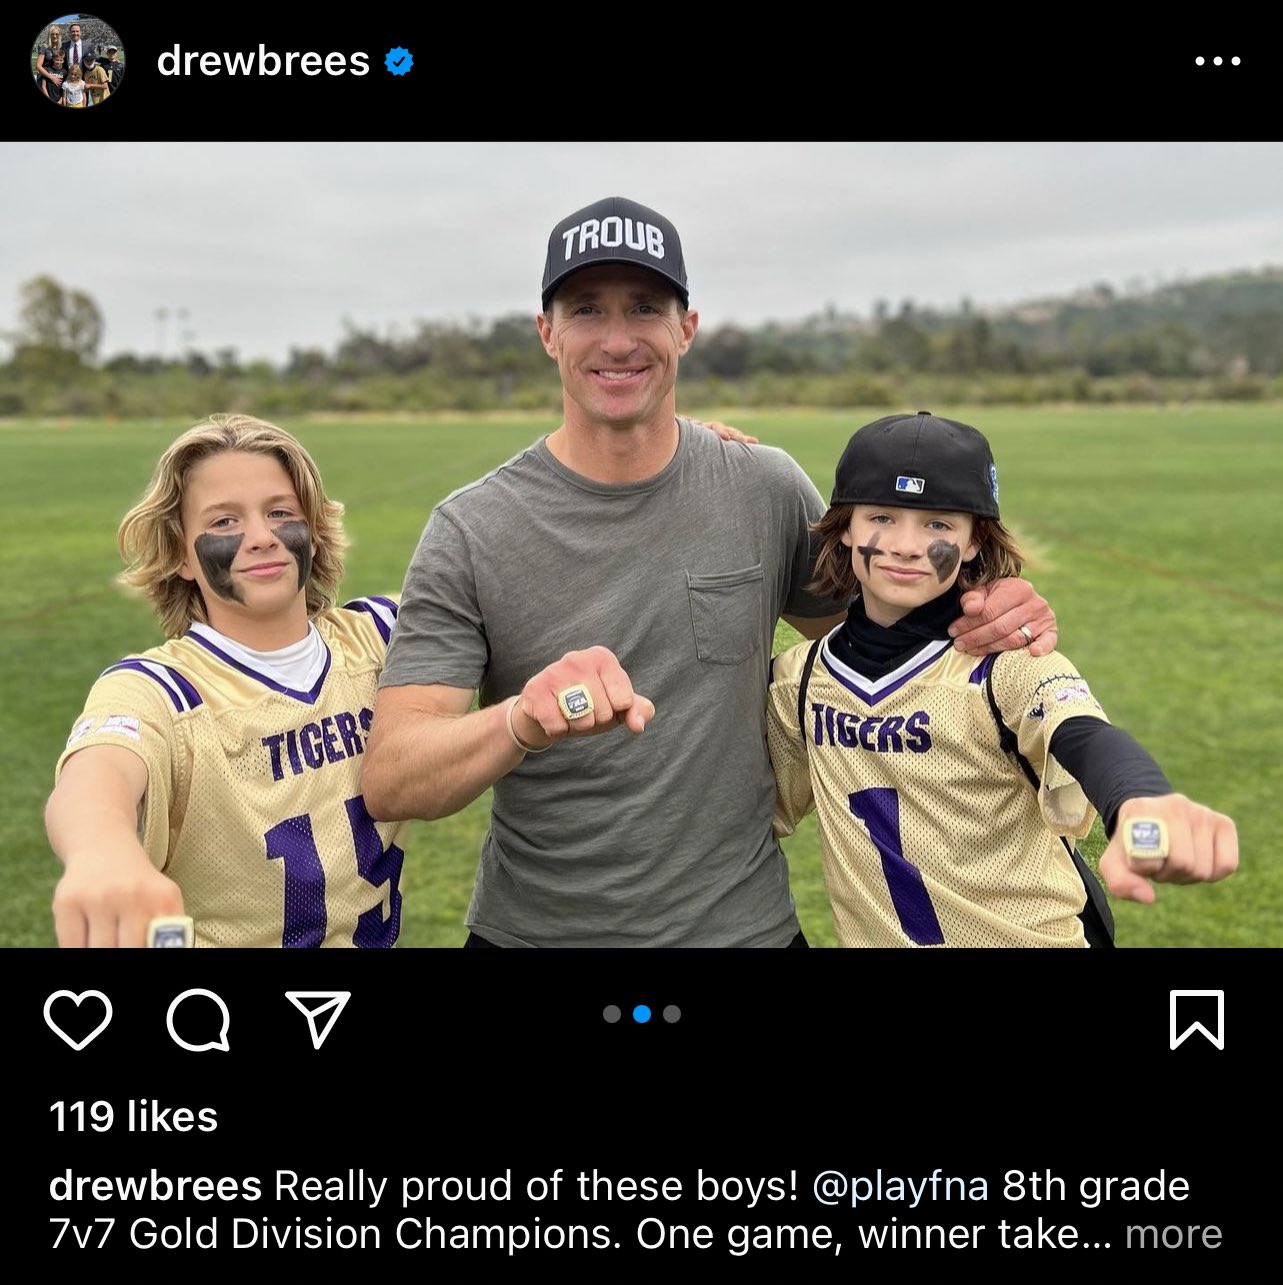 drewbrees
TROUB
TIGERS
15
TIGERS
1
119 likes
drewbrees Really proud of these boys! @playfna 8th grade
7v7 Gold Division Champions. One game, winner take... more